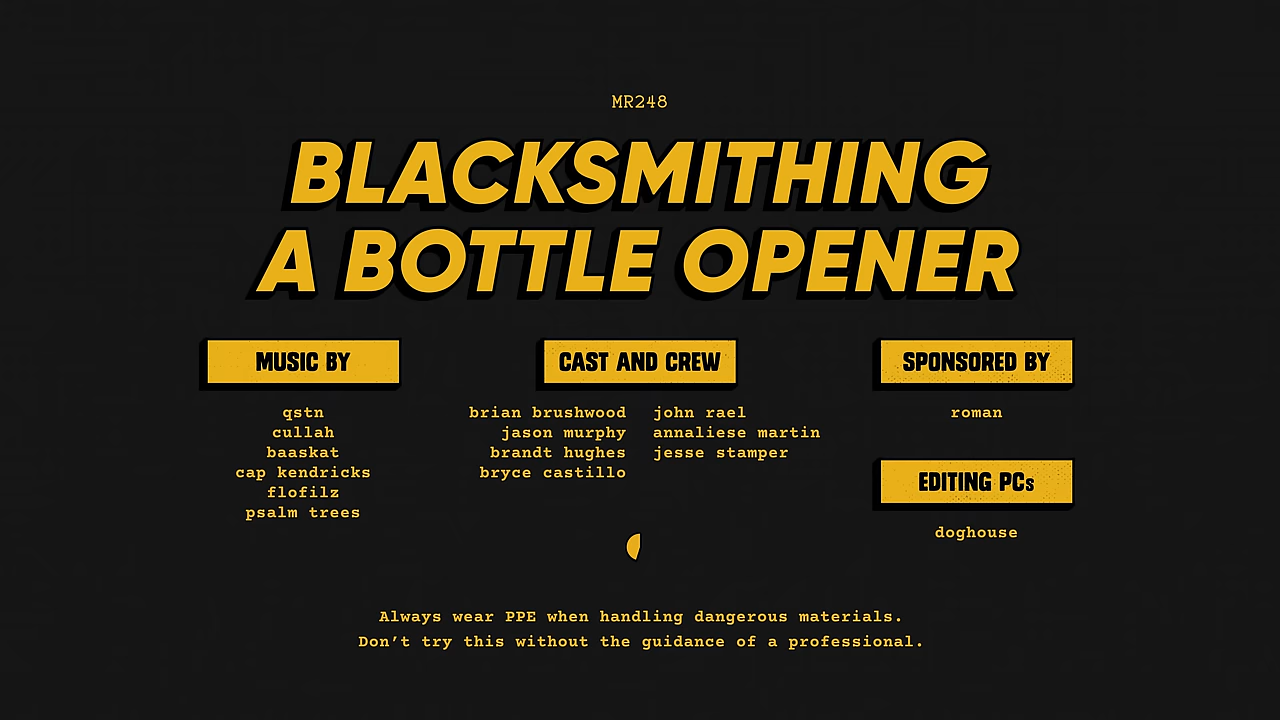 MR248
BLACKSMITHING
A BOTTLE OPENER
MUSIC BY
qstn
cullah
baaskat
cap kendricks
flofilz
psalm trees
CAST AND CREW
brian brushwood
jason murphy
brandt hughes
bryce castillo
john rael
annaliese martin
jesse stamper
SPONSORED BY
roman
EDITING PCs
doghouse
Always wear PPE when handling dangerous materials.
Don’t try this without the guidance of a professional.